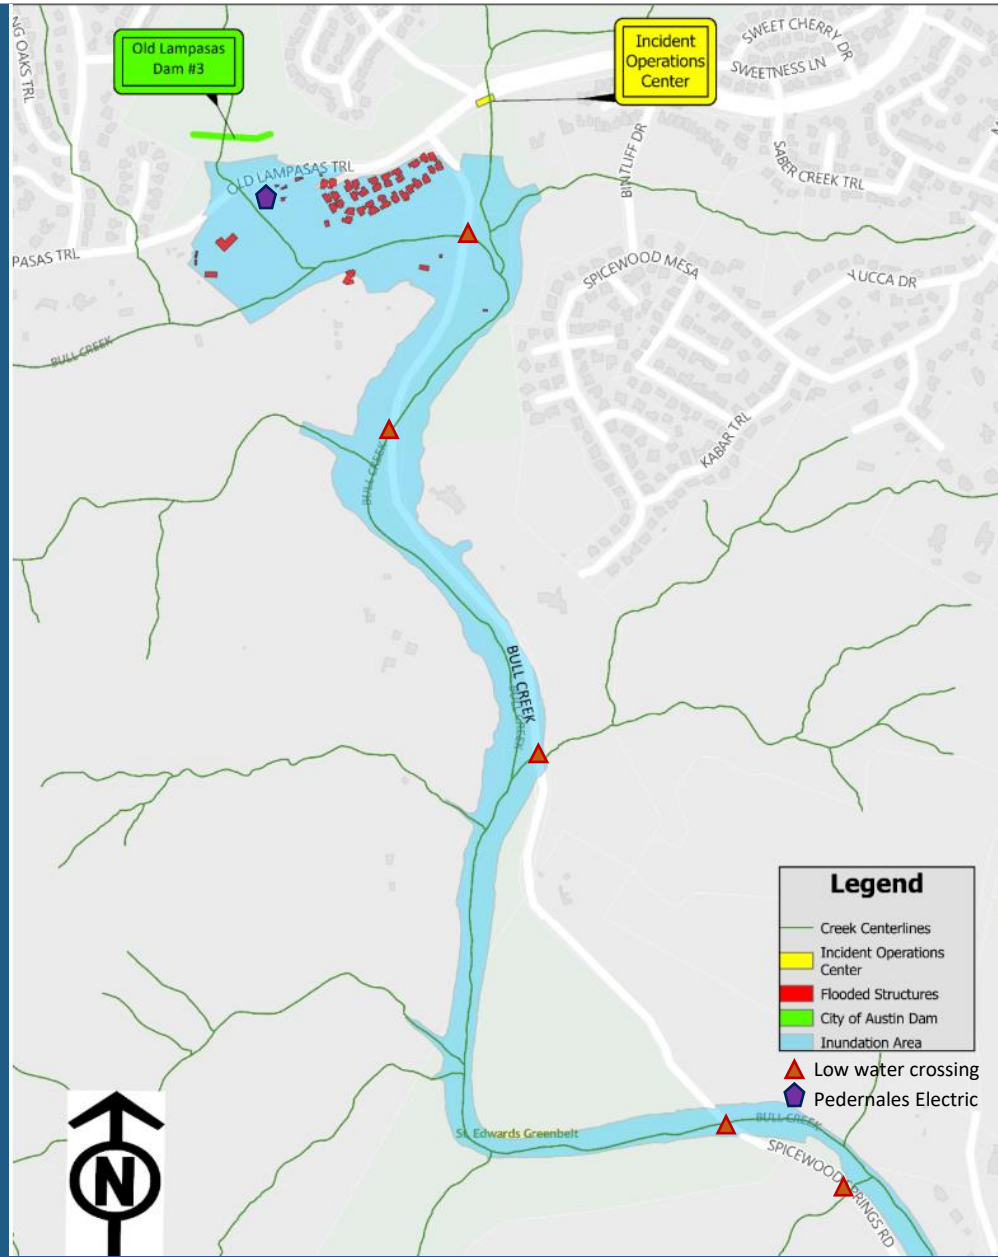 NG OAKS TRL
Old Lampasas
Dam #3
Incident
Operations
Center
SWEET CHERRY DR
SWEETNESS LN
BINTLIFF DR
SABER CREEK TRL
OLD LAMPASAS TRL
PASAS TRL
SPICEWOOD MESA
YUCCA DR
BULL CREEK
KABAR TRL
BULL CREEK
BULL CREEK
BULL CREEK
Legend
Creek Centerlines
Incident Operations
Center
Flooded Structures
City of Austin Dam
Inundation Area
Low water crossing
Pedernales Electric
N
St. Edwards Greenbelt
BULL CREEK
SPICEWOOD SPRINGS RD